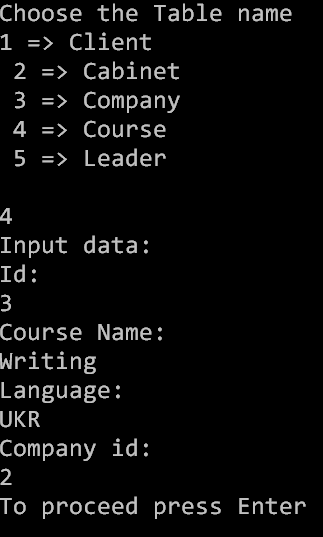 Choose the Table name
1 => Client
2 => Cabinet
3 => Company
4 => Course
5 => Leader
4
Input data:
Id:
3
Course Name:
Writing
Language:
UKR
Company id:
2
To proceed press Enter